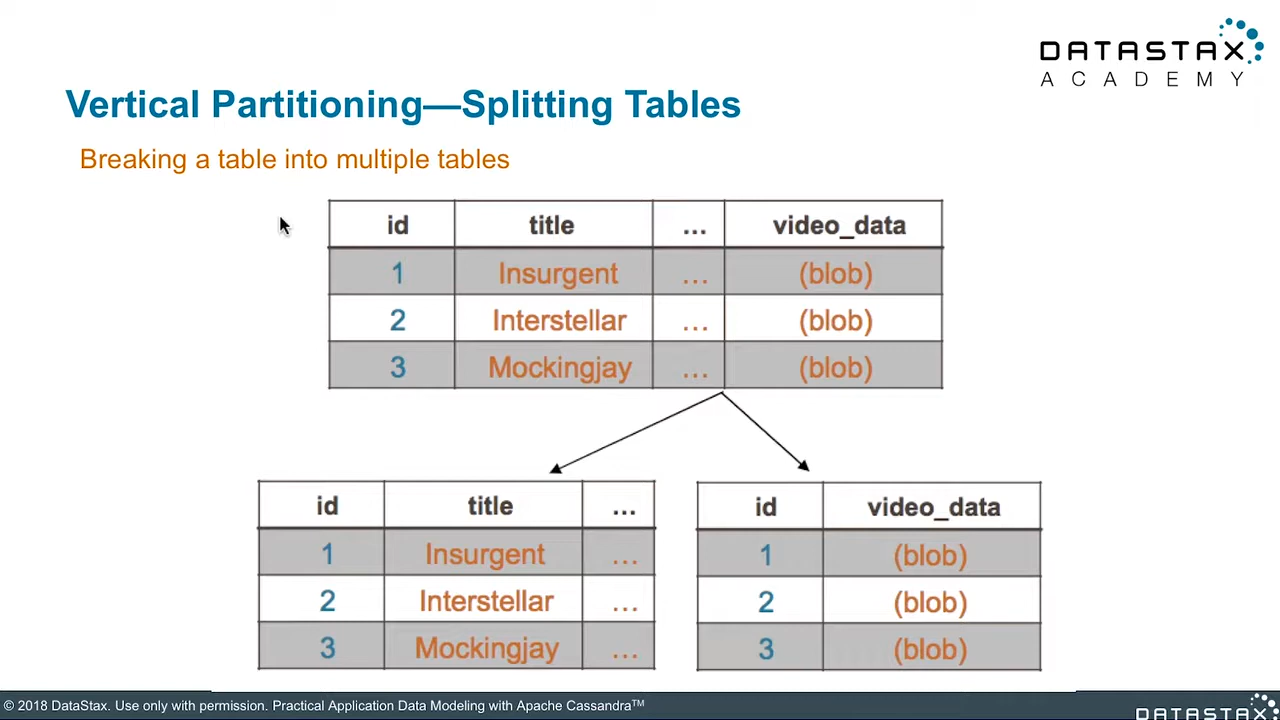 DATASTAX
ACADEMY
Vertical Partitioning—Splitting Tables
Breaking a table into multiple tables
id title ... video_data
1 Insurgent ... (blob)
2 Interstellar ... (blob)
3 Mockingjay ... (blob)
id title ...
1 Insurgent ...
2 Interstellar ...
3 Mockingjay ...
id video_data
1 (blob)
2 (blob)
3 (blob)
© 2018 DataStax. Use only with permission. Practical Application Data Modeling with Apache Cassandra™
DATASTAX